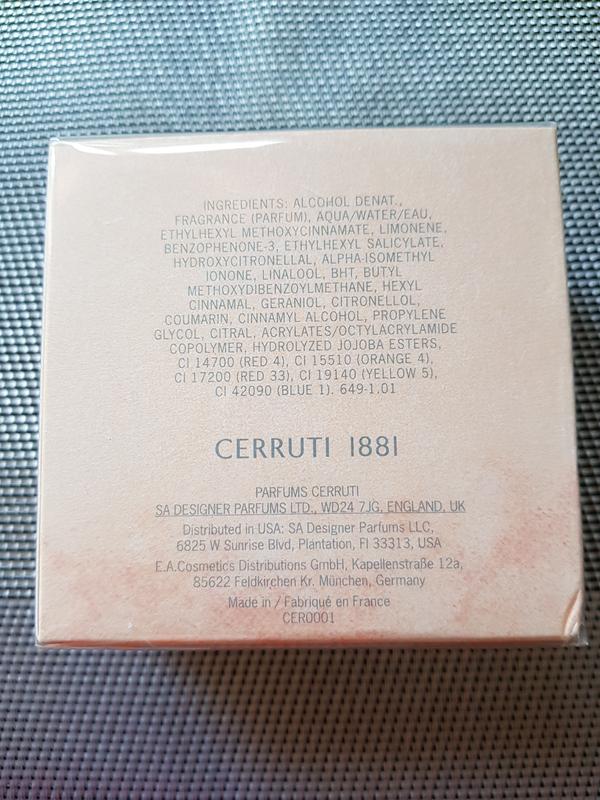 INGREDIENTS: ALCOHOL DENAT.,
FRAGRANCE (PARFUM), AQUA/WATER/EAU,
ETHYLHEXYL METHOXYCINNAMATE, LIMONENE,
BENZOPHENONE-3, ETHYLHEXYL SALICYLATE,
HYDROXYCITRONELLAL, ALPHA-ISOMETHYL
IONONE, LINALOOL, BHT, BUTYL
METHOXYDIBENZOYLMETHANE, HEXYL
CINNAMAL, GERANIOL, CITRONELLOL,
COUMARIN, CINNAMYL ALCOHOL, PROPYLENE
GLYCOL, CITRAL, ACRYLATES/OCTYLACRYLAMIDE
COPOLYMER, HYDROLYZED JOJOBA ESTERS,
CI 14700 (RED 4), CI 15510 (ORANGE 4),
CI 17200 (RED 33), CI 19140 (YELLOW 5),
CI 42090 (BLUE 1). 649-1.01
CERRUTI 1881
PARFUMS CERRUTI
SA DESIGNER PARFUMS LTD., WD24 7JG, ENGLAND, UK
Distributed in USA: SA Designer Parfums LLC,
6825 W Sunrise Blvd, Plantation, Fl 33313, USA
E.A.Cosmetics Distributions GmbH, Kapellenstraße 12a,
85622 Feldkirchen Kr. München, Germany
Made in / Fabriqué en France
CER0001